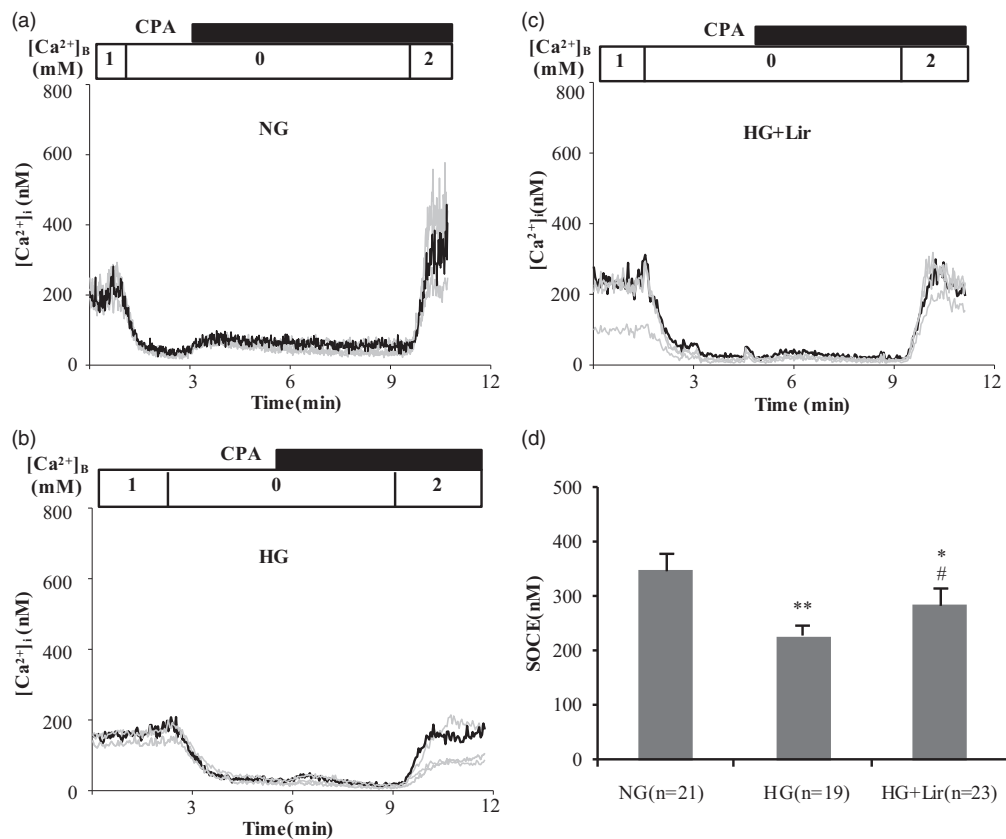 (a)
CPA
[Ca²⁺]B
(mM)
1
0
2
800
600
400
200
0
NG
[Ca²⁺]i (nM)
3
6
9
12
Time(min)
(b)
CPA
[Ca²⁺]B
(mM)
1
0
2
800
600
400
200
0
HG
[Ca²⁺]i (nM)
3
6
9
12
Time(min)
(c)
CPA
[Ca²⁺]B
(mM)
1
0
2
800
600
400
200
0
HG+Lir
[Ca²⁺]i(nM)
3
6
9
12
Time (min)
(d)
500
400
300
200
100
0
SOCE(nM)
**
*
#
NG(n=21)
HG(n=19)
HG+Lir(n=23)